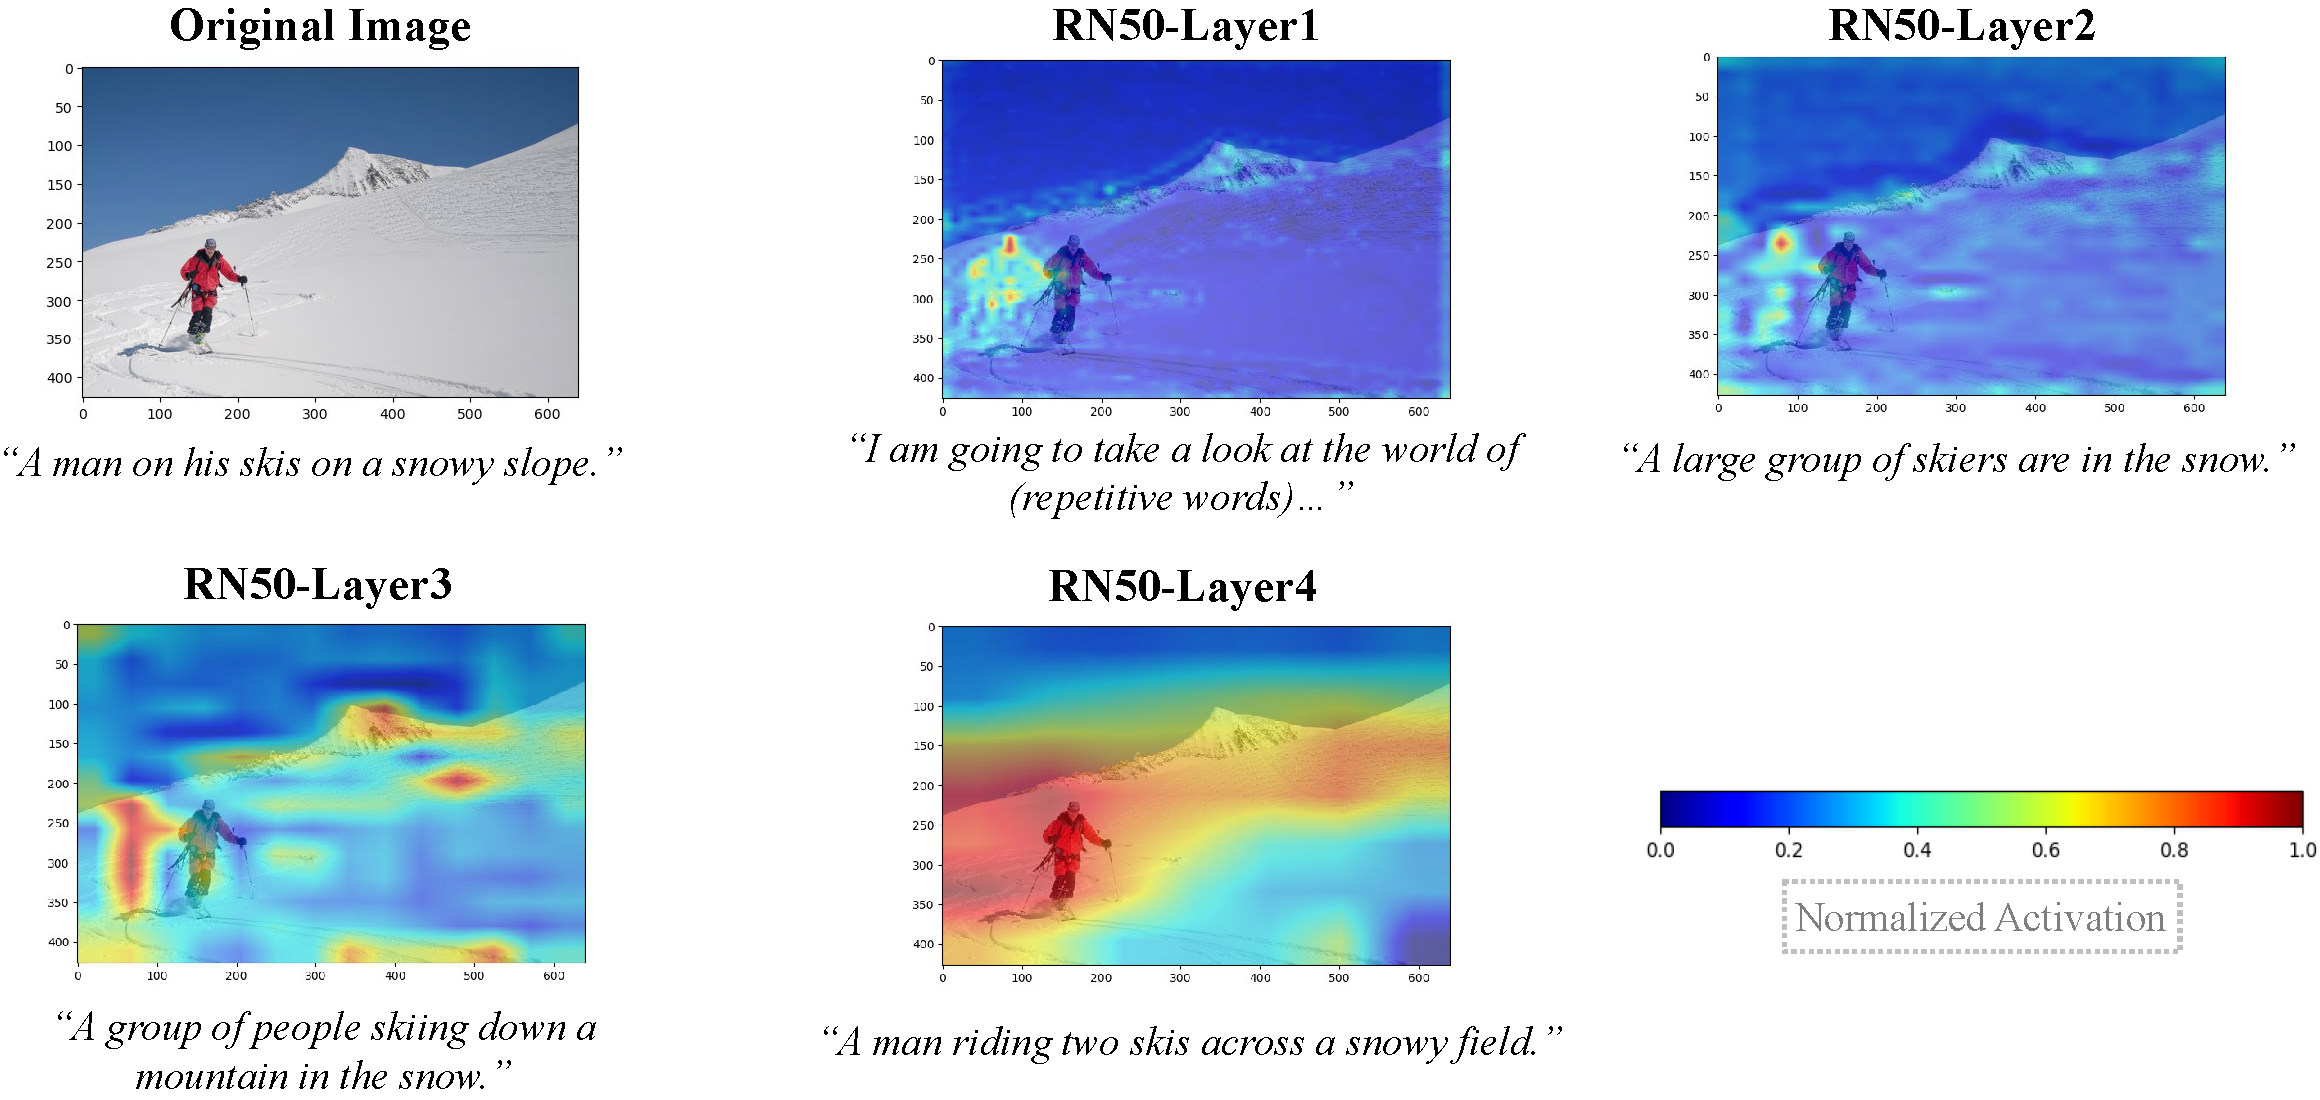 Original Image
RN50-Layer1
RN50-Layer2
0
50
100
150
200
250
300
350
400
0 100 200 300 400 500 600
0
50
100
150
200
250
300
350
400
0 100 200 300 400 500 600
0
50
100
150
200
250
300
350
400
0 100 200 300 400 500 600
“A man on his skis on a snowy slope.”
“I am going to take a look at the world of
(repetitive words)…”
“A large group of skiers are in the snow.”
RN50-Layer3
RN50-Layer4
0
50
100
150
200
250
300
350
400
0 100 200 300 400 500 600
0
50
100
150
200
250
300
350
400
0 100 200 300 400 500 600
0.0 0.2 0.4 0.6 0.8 1.0
Normalized Activation
“A group of people skiing down a
mountain in the snow.”
“A man riding two skis across a snowy field.”